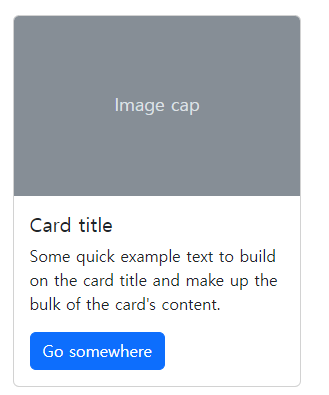 Image cap
Card title
Some quick example text to build
on the card title and make up the
bulk of the card's content.
Go somewhere